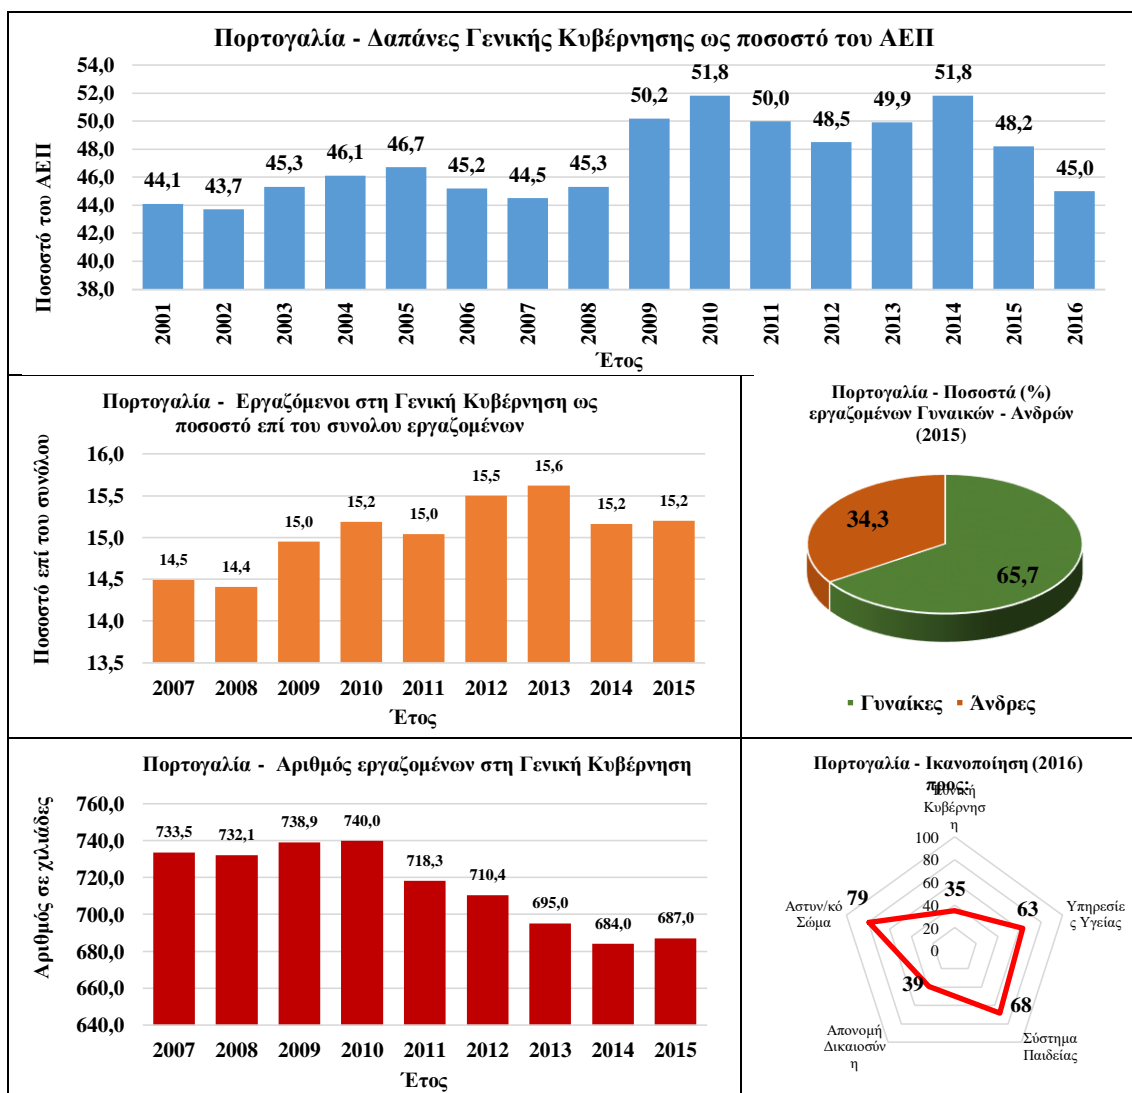 Πορτογαλία - Δαπάνες Γενικής Κυβέρνησης ως ποσοστό του ΑΕΠ
Ποσοστό του ΑΕΠ
54,0
52,0
50,0
48,0
46,0
44,0
42,0
40,0
38,0
44,1
43,7
45,3
46,1
46,7
45,2
44,5
45,3
50,2
51,8
50,0
48,5
49,9
51,8
48,2
45,0
2001
2002
2003
2004
2005
2006
2007
2008
2009
2010
2011
2012
2013
2014
2015
2016
Έτος
Πορτογαλία - Εργαζόμενοι στη Γενική Κυβέρνηση ως
ποσοστό επί του συνολου εργαζομένων
Ποσοστό επί του συνόλου
16,0
15,5
15,0
14,5
14,0
13,5
14,5
14,4
15,0
15,2
15,0
15,5
15,6
15,2
15,2
2007 2008 2009 2010 2011 2012 2013 2014 2015
Έτος
Πορτογαλία - Ποσοστά (%)
εργαζομένων Γυναικών - Ανδρών
(2015)
34,3
65,7
Γυναίκες Άνδρες
Πορτογαλία - Αριθμός εργαζομένων στη Γενική Κυβέρνηση
Αριθμός σε χιλιάδες
760,0
740,0
720,0
700,0
680,0
660,0
640,0
733,5
732,1
738,9
740,0
718,3
710,4
695,0
684,0
687,0
2007 2008 2009 2010 2011 2012 2013 2014 2015
Έτος
Πορτογαλία - Ικανοποίηση (2016)
προς:
Εθνική
Κυβέρνησ
η
100
80
60
40
20
0
35
63
68
39
79
Υπηρεσίε
ς Υγείας
Σύστημα
Παιδείας
Απονομή
Δικαιοσύν
η
Αστυν/κό
Σώμα